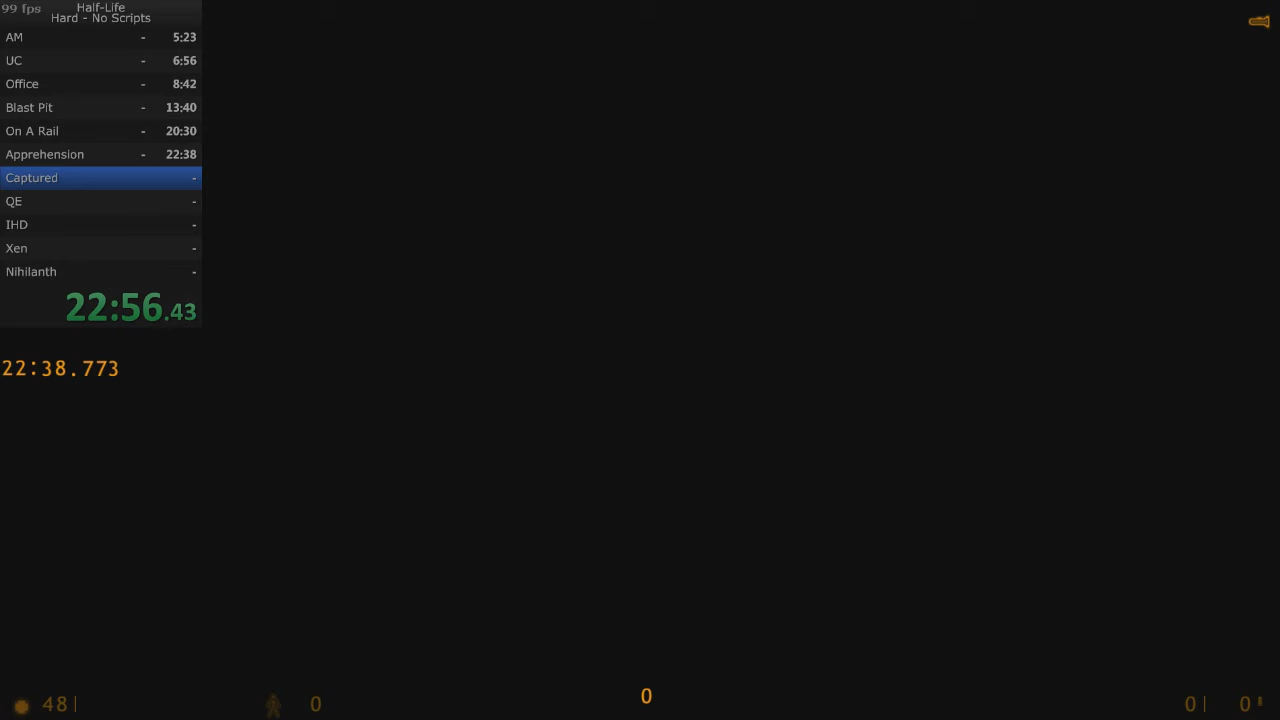 99 fps
Half-Life
Hard - No Scripts
AM - 5:23
UC - 6:56
Office - 8:42
Blast Pit - 13:40
On A Rail - 20:30
Apprehension - 22:38
Captured -
QE -
IHD -
Xen -
Nihilanth -
22:56.43
22:38.773
48| 0 0 0| 0